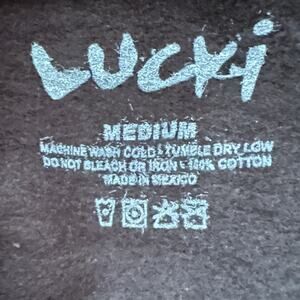 LUCKi
MEDIUM
MACHINE WASH COLD & TUMBLE DRY LOW
DO NOT BLEACH OR IRON • 100% COTTON
MADE IN MEXICO